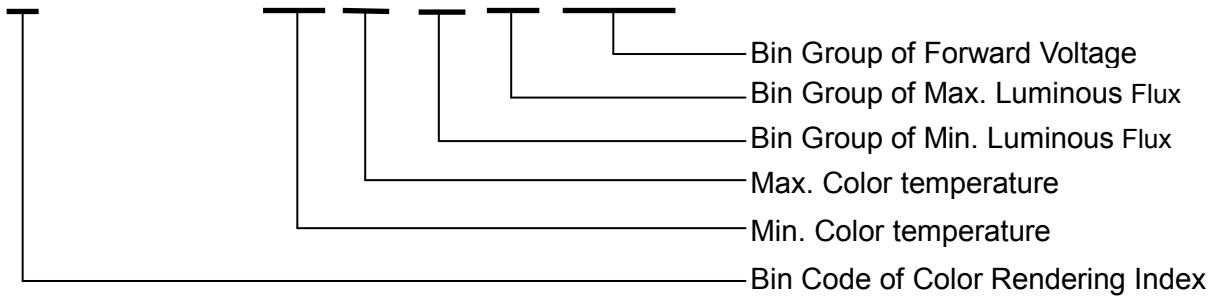 Bin Group of Forward Voltage
Bin Group of Max. Luminous Flux
Bin Group of Min. Luminous Flux
Max. Color temperature
Min. Color temperature
Bin Code of Color Rendering Index